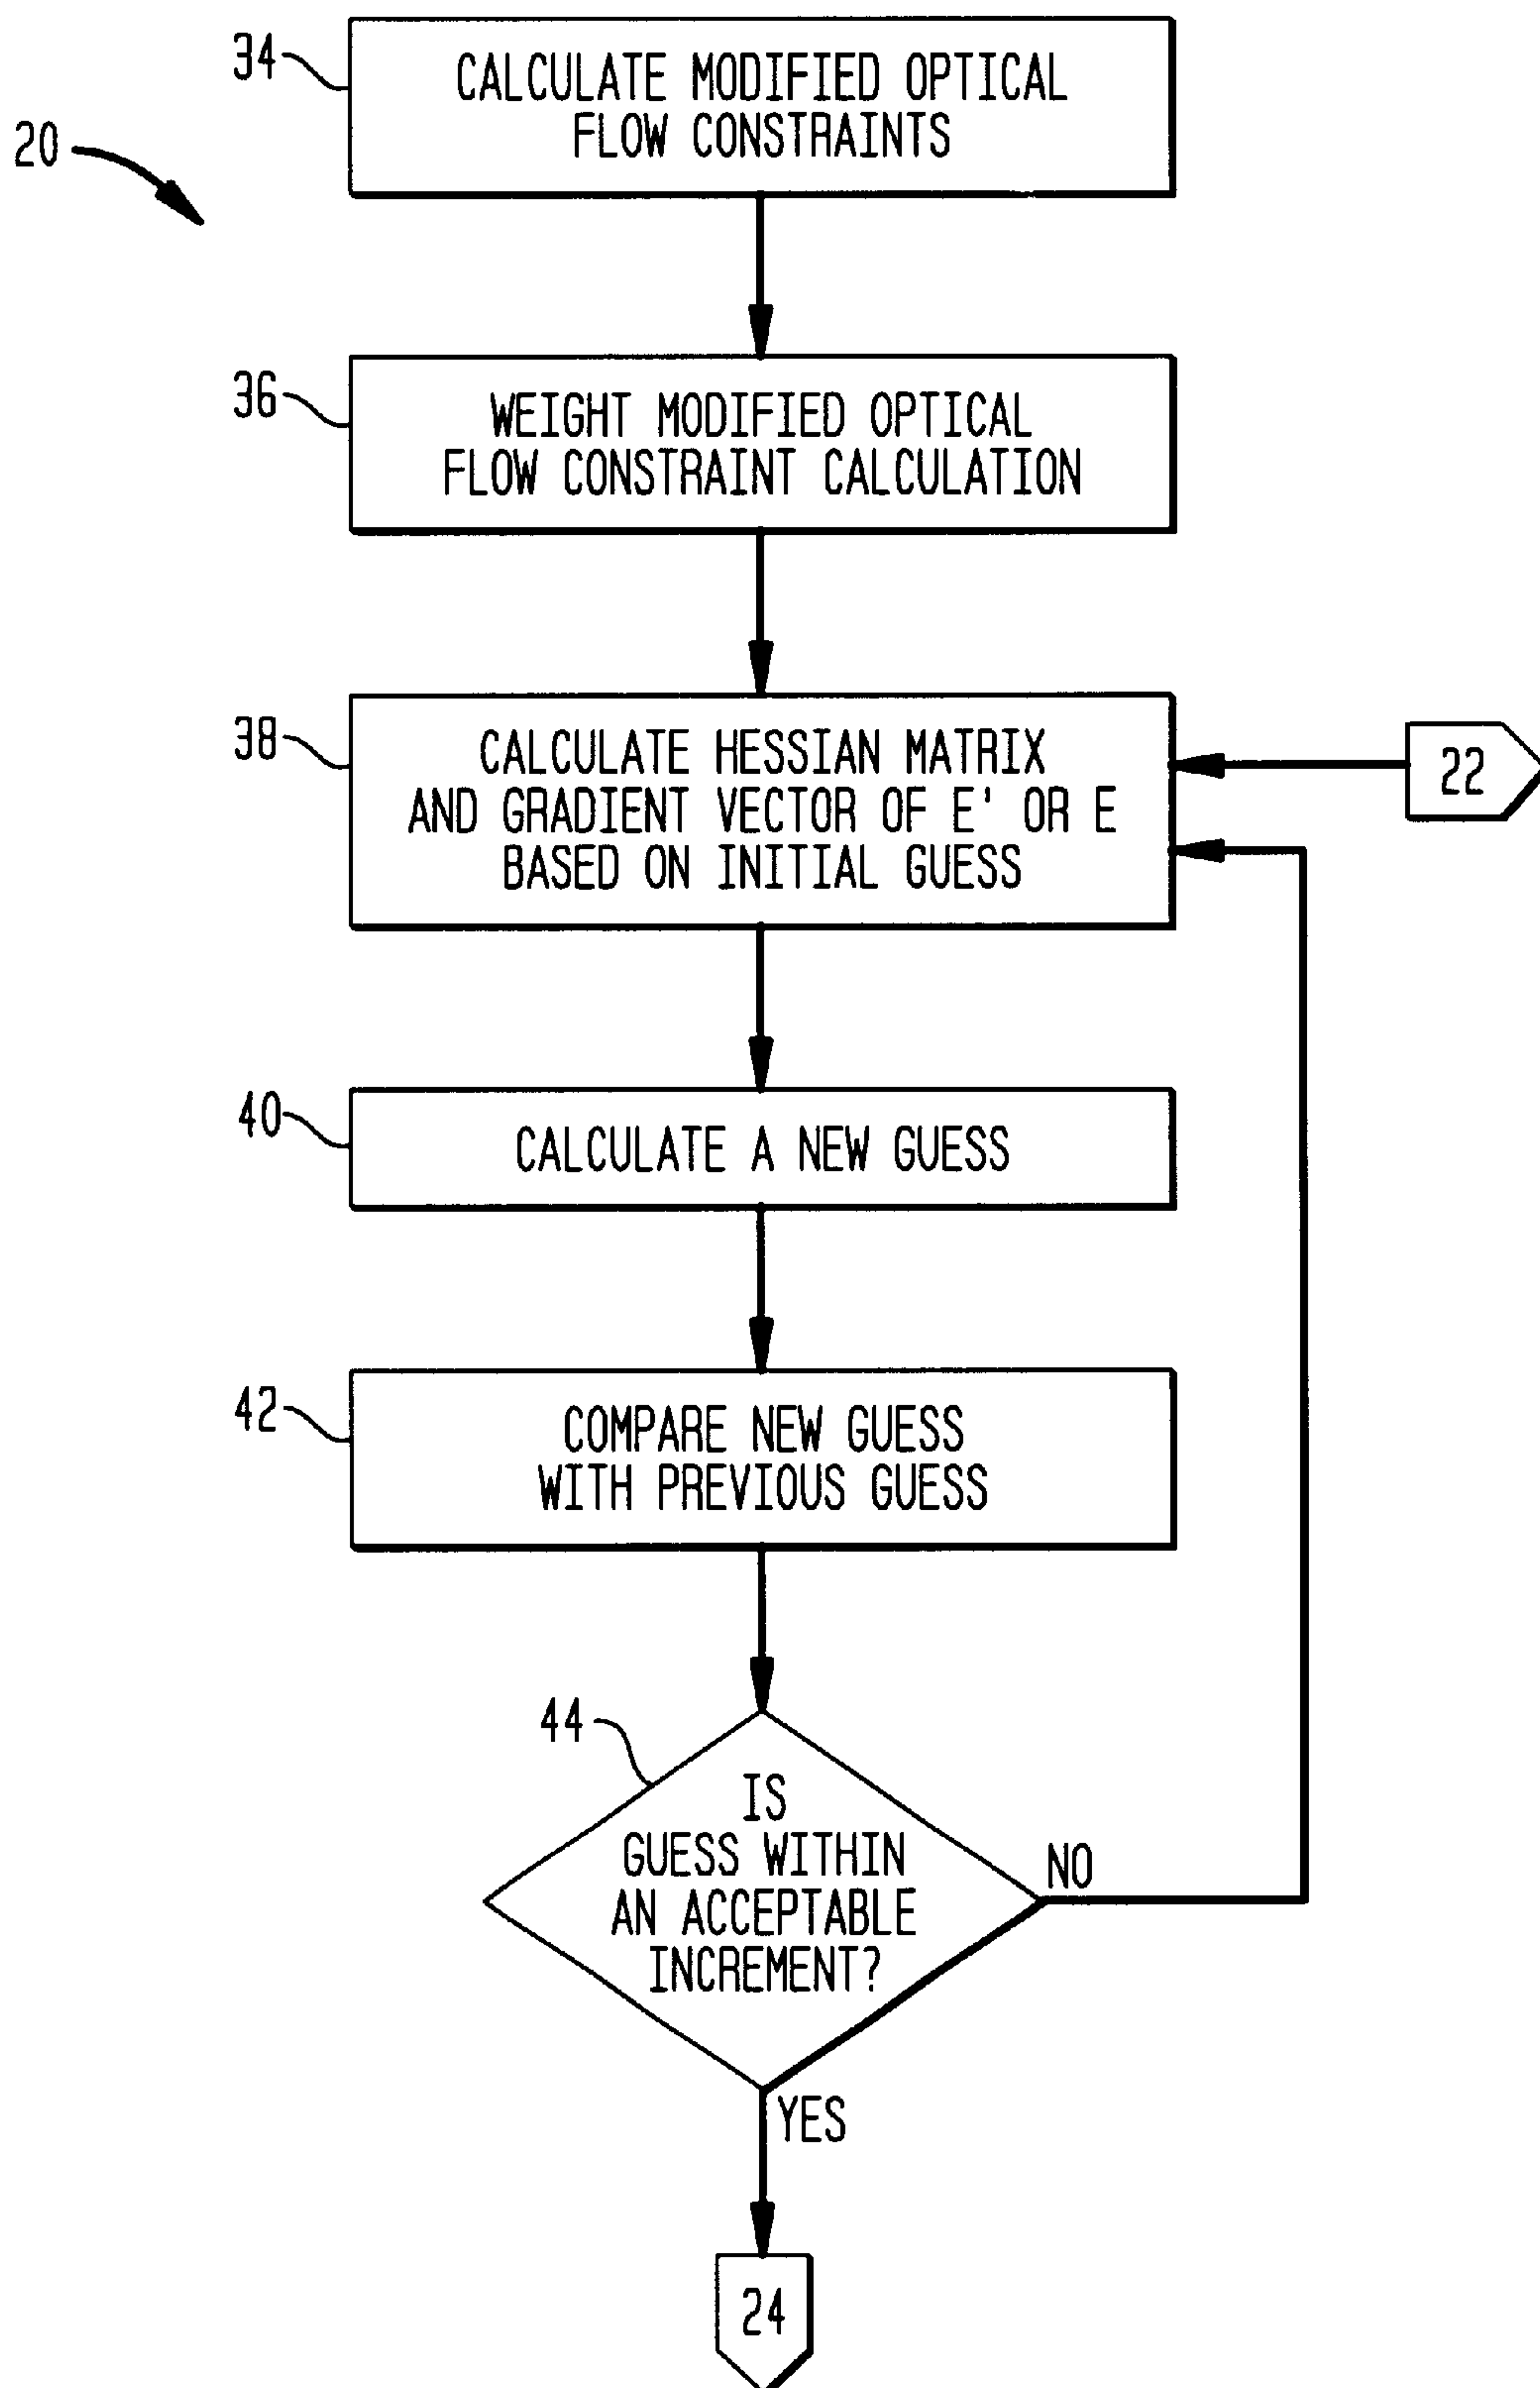 34
CALCULATE MODIFIED OPTICAL
FLOW CONSTRAINTS
20
36
WEIGHT MODIFIED OPTICAL
FLOW CONSTRAINT CALCULATION
38
CALCULATE HESSIAN MATRIX
AND GRADIENT VECTOR OF E' OR E
BASED ON INITIAL GUESS
22
40
CALCULATE A NEW GUESS
42
COMPARE NEW GUESS
WITH PREVIOUS GUESS
44
IS
GUESS WITHIN
AN ACCEPTABLE
INCREMENT?
NO
YES
24